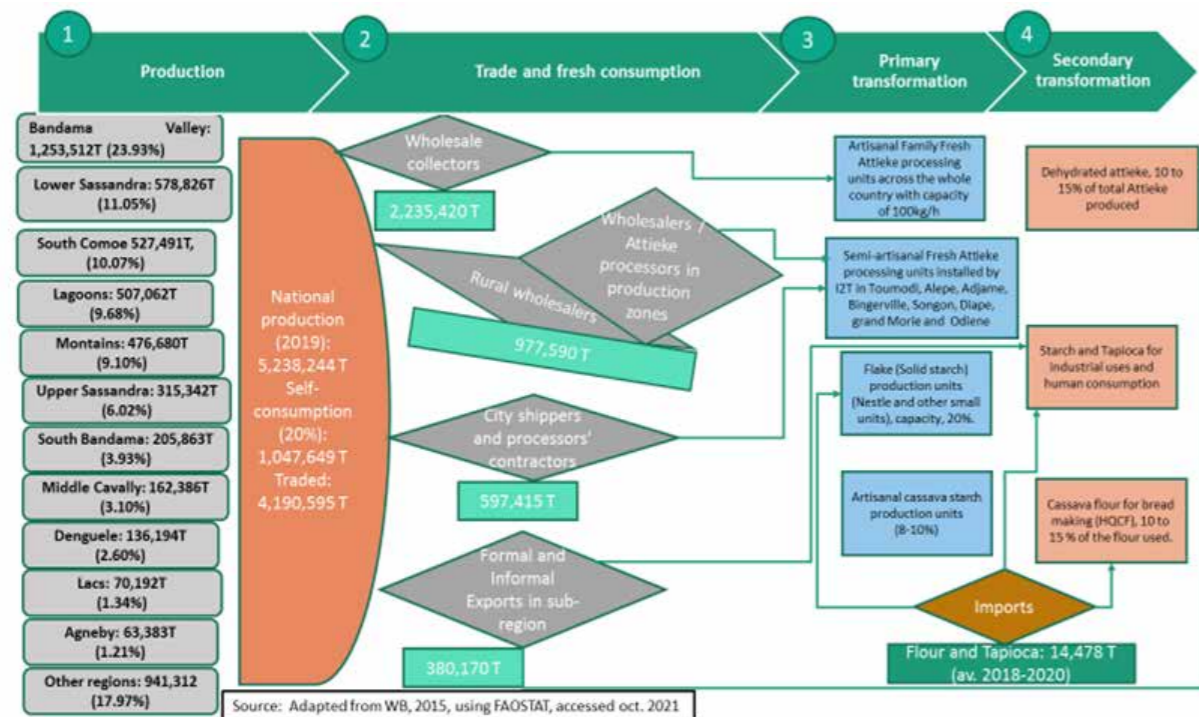 1
Production
2
Trade and fresh consumption
3
Primary
transformation
4
Secondary
transformation
Bandama Valley:
1,253,512T (23.93%)
Lower Sassandra: 578,826T
(11.05%)
South Comoe 527,491T,
(10.07%)
Lagoons: 507,062T
(9.68%)
Montains: 476,680T
(9.10%)
Upper Sassandra: 315,342T
(6.02%)
South Bandama: 205,863T
(3.93%)
Middle Cavally: 162,386T
(3.10%)
Denguele: 136,194T
(2.60%)
Lacs: 70,192T
(1.34%)
Agneby: 63,383T
(1.21%)
Other regions: 941,312
(17.97%)
National
production
(2019):
5,238,244 T
Self-
consumption
(20%):
1,047,649 T
Traded:
4,190,595 T
Wholesale
collectors
2,235,420 T
Wholesalers /
Attieke
processors in
production
zones
Rural wholesalers
977,590 T
City shippers
and processors'
contractors
597,415 T
Formal and
Informal
Exports in sub-
region
380,170 T
Artisanal Family Fresh
Attieke processing
units across the whole
country with capacity
of 100kg/h
Semi-artisanal Fresh Attieke
processing units installed by
I2T in Toumodi, Alepe, Adjame,
Bingerville, Songon, Diape,
grand Morie and Odiene
Flake (Solid starch)
production units
(Nestle and other small
units), capacity, 20%.
Artisanal cassava starch
production units
(8-10%)
Dehydrated attieke, 10 to
15% of total Attieke
produced
Starch and Tapioca for
Industrial uses and
human consumption
Cassava flour for bread
making (HQCF), 10 to
15 % of the flour used.
Imports
Flour and Tapioca: 14,478 T
(av. 2018-2020)
Source: Adapted from WB, 2015, using FAOSTAT, accessed oct. 2021